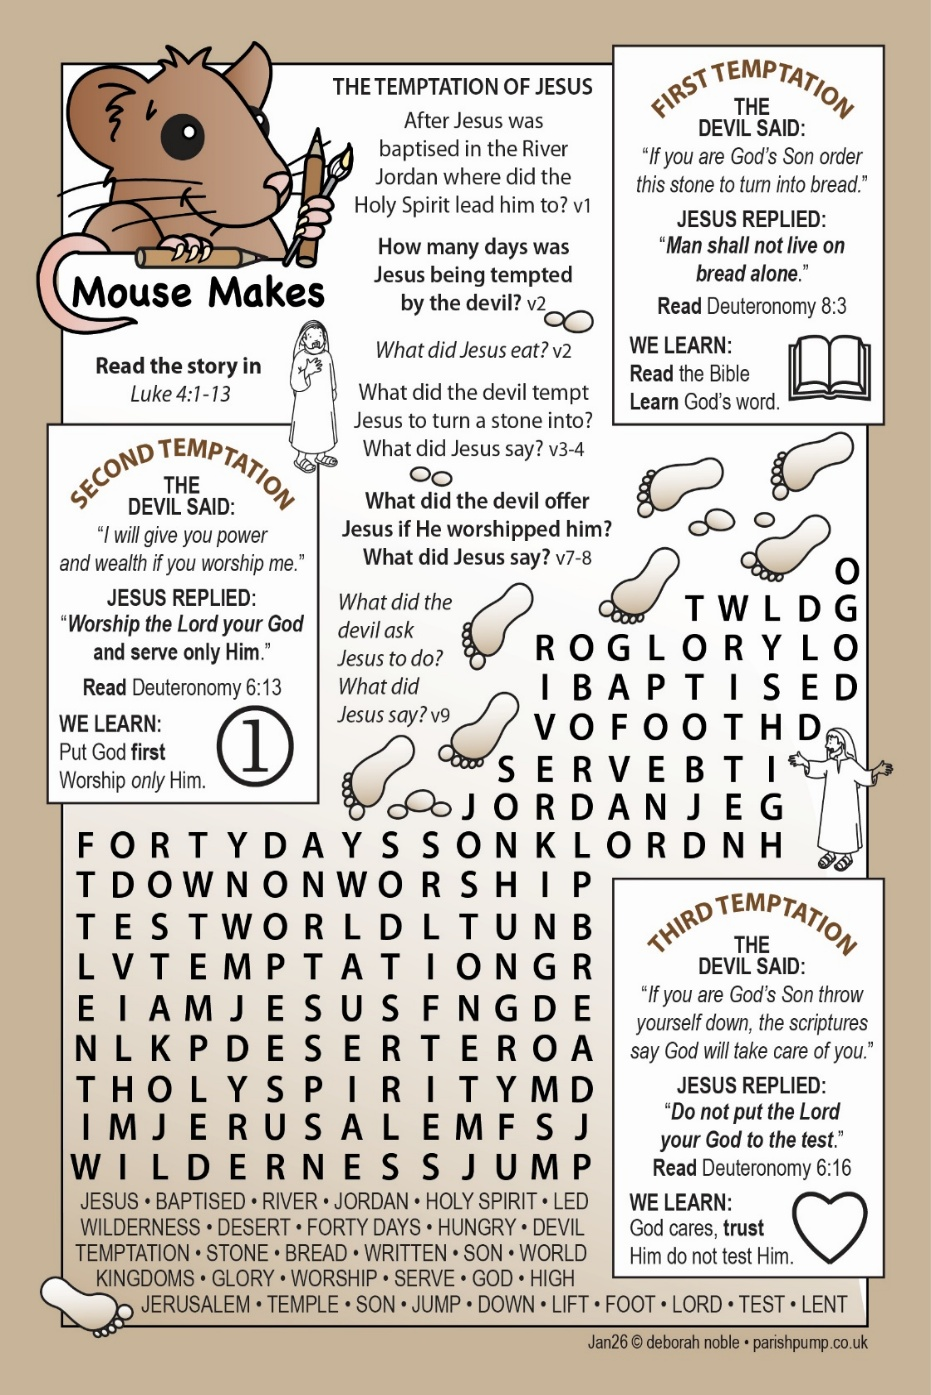 Mouse Makes
Read the story in
Luke 4:1-13
THE TEMPTATION OF JESUS
After Jesus was
baptised in the River
Jordan where did the
Holy Spirit lead him to? v1
How many days was
Jesus being tempted
by the devil? v2
What did Jesus eat? v2
What did the devil tempt
Jesus to turn a stone into?
What did Jesus say? v3-4
What did the devil offer
Jesus if He worshipped him?
What did Jesus say? v7-8
What did the
devil ask
Jesus to do?
What did
Jesus say? v9
FIRST TEMPTATION
THE
DEVIL SAID:
“If you are God’s Son order
this stone to turn into bread.”
JESUS REPLIED:
“Man shall not live on
bread alone.”
Read Deuteronomy 8:3
WE LEARN:
Read the Bible
Learn God’s word.
SECOND TEMPTATION
THE
DEVIL SAID:
“I will give you power
and wealth if you worship me.”
JESUS REPLIED:
“Worship the Lord your God
and serve only Him.”
Read Deuteronomy 6:13
WE LEARN:
Put God first
Worship only Him.
1
O
T W L D G
R O G L O R Y L O
I B A P T I S E D
V O F O O T H D
S E R V E B T I
J O R D A N J E G
F O R T Y D A Y S S O N K L O R D N H
T D O W N O N W O R S H I P
T E S T W O R L D L T U N B
L V T E M P T A T I O N G R
E I A M J E S U S F N G D E
N L K P D E S E R T E R O A
T H O L Y S P I R I T Y M D
I M J E R U S A L E M F S J
W I L D E R N E S S J U M P
JESUS • BAPTISED • RIVER • JORDAN • HOLY SPIRIT • LED
WILDERNESS • DESERT • FORTY DAYS • HUNGRY • DEVIL
TEMPTATION • STONE • BREAD • WRITTEN • SON • WORLD
KINGDOMS • GLORY • WORSHIP • SERVE • GOD • HIGH
JERUSALEM • TEMPLE • SON • JUMP • DOWN • LIFT • FOOT • LORD • TEST • LENT
THIRD TEMPTATION
THE
DEVIL SAID:
“If you are God’s Son throw
yourself down, the scriptures
say God will take care of you.”
JESUS REPLIED:
“Do not put the Lord
your God to the test.”
Read Deuteronomy 6:16
WE LEARN:
God cares, trust
Him do not test Him.
Jan26 © deborah noble • parishpump.co.uk